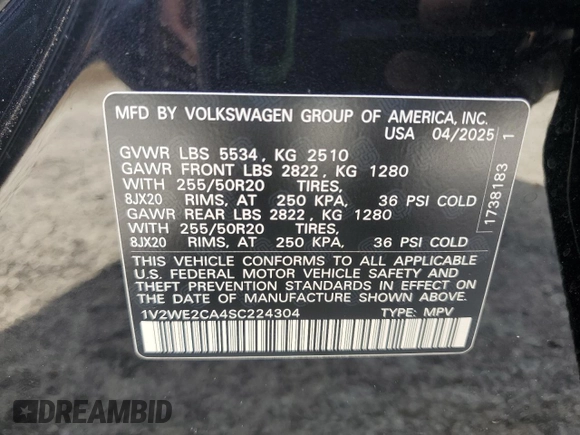 MFD BY VOLKSWAGEN GROUP OF AMERICA, INC.
USA 04/2025
GVWR LBS 5534, KG 2510
GAWR FRONT LBS 2822, KG 1280
WITH 255/50R20 TIRES,
8JX20 RIMS, AT 250 KPA, 36 PSI COLD
GAWR REAR LBS 2822, KG 1280
WITH 255/50R20 TIRES,
8JX20 RIMS, AT 250 KPA, 36 PSI COLD
THIS VEHICLE CONFORMS TO ALL APPLICABLE
U.S. FEDERAL MOTOR VEHICLE SAFETY AND
THEFT PREVENTION STANDARDS IN EFFECT ON THE
DATE OF MANUFACTURE SHOWN ABOVE.
1V2WE2CA4SC224304 TYPE: MPV
1738183 1
DREAMBID